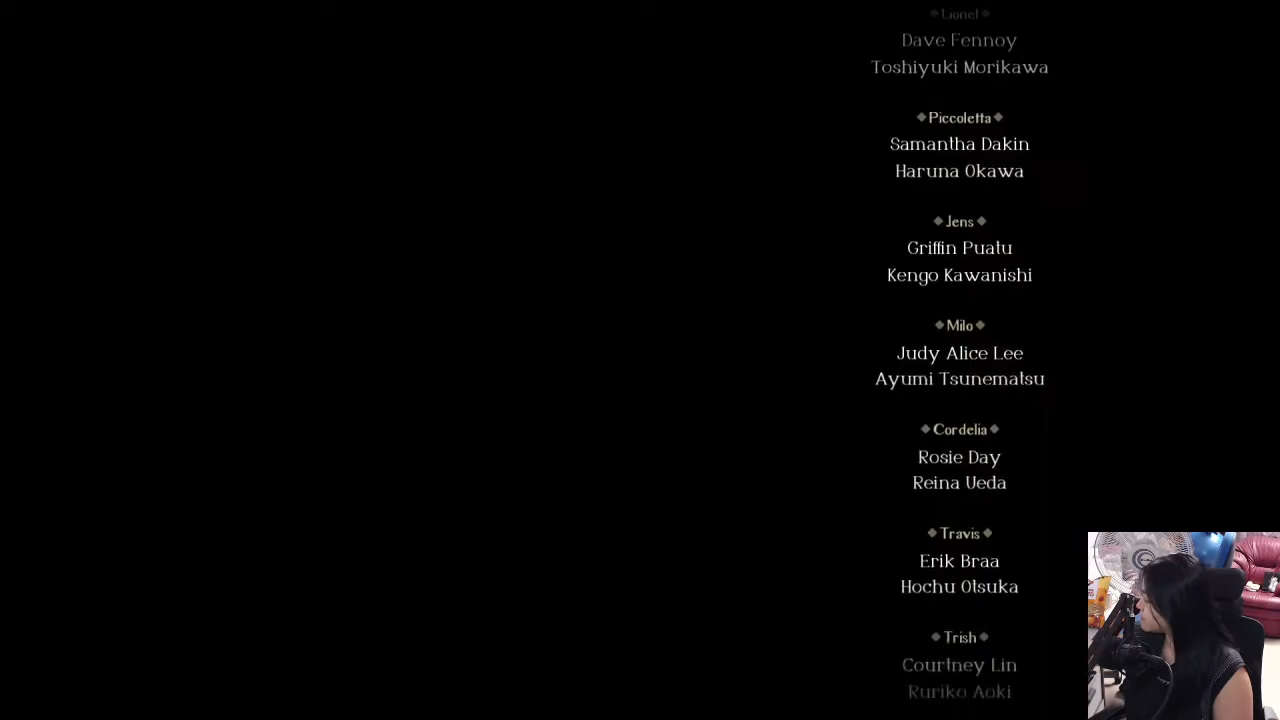 ◆Lionel◆
Dave Fennoy
Toshiyuki Morikawa
◆Piccoletta◆
Samantha Dakin
Haruna Okawa
◆Jens◆
Griffin Puatu
Kengo Kawanishi
◆Milo◆
Judy Alice Lee
Ayumi Tsunematsu
◆Cordelia◆
Rosie Day
Reina Ueda
◆Travis◆
Erik Braa
Hochu Otsuka
◆Trish◆
Courtney Lin
Ruriko Aoki